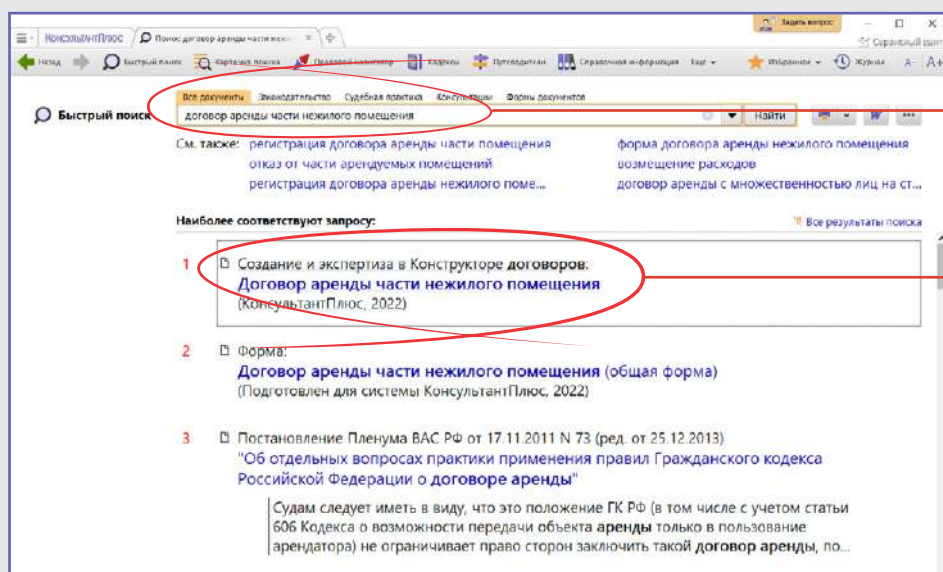 Задать вопрос
КонсультантПлюс Поиск: договор аренды части нежи
Назад Быстрый поиск Карточка поиска Правовой навигатор Кодексы Путеводители Справочная информация Еще Избранное Журнал А- А+
Все документы Законодательство Судебная практика Консультации Формы документов
Быстрый поиск договор аренды части нежилого помещения Найти W
См. также: регистрация договора аренды части помещения форма договора аренды нежилого помещения
отказ от части арендуемых помещений возмещение расходов
регистрация договора аренды нежилого поме... договор аренды с множественностью лиц на ст...
Наиболее соответствуют запросу: Все результаты поиска
1 Создание и экспертиза в Конструкторе договоров:
Договор аренды части нежилого помещения
(КонсультантПлюс, 2022)
2 Форма:
Договор аренды части нежилого помещения (общая форма)
(Подготовлен для системы КонсультантПлюс, 2022)
3 Постановление Пленума ВАС РФ от 17.11.2011 N 73 (ред. от 25.12.2013)
"Об отдельных вопросах практики применения правил Гражданского кодекса
Российской Федерации о договоре аренды"
Судам следует иметь в виду, что это положение ГК РФ (в том числе с учетом статьи
606 Кодекса о возможности передачи объекта аренды только в пользование
арендатора) не ограничивает право сторон заключить такой договор аренды, по...